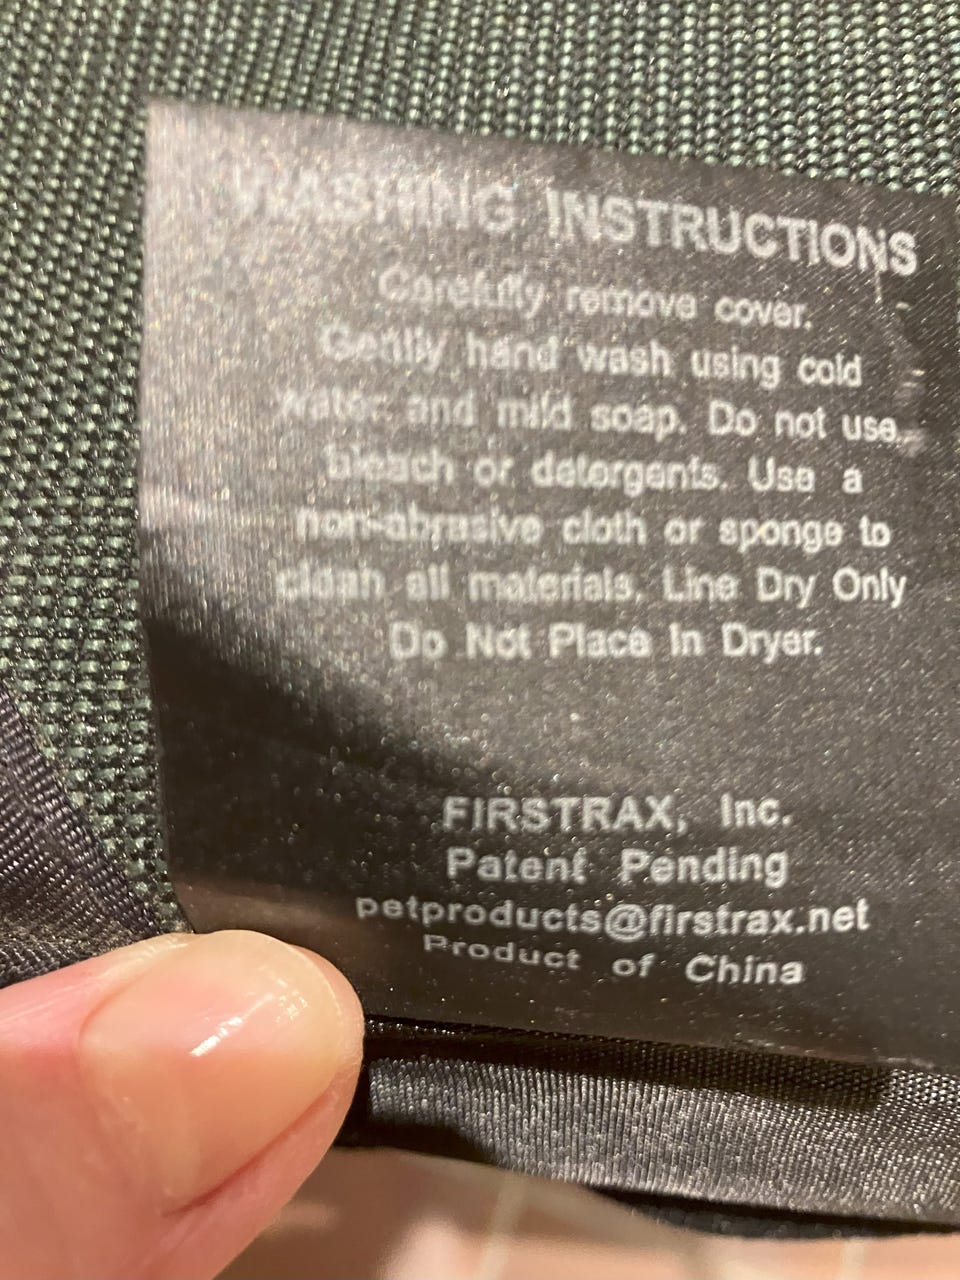 WASHING INSTRUCTIONS
Carefully remove cover.
Gently hand wash using cold
water and mild soap. Do not use
bleach or detergents. Use a
non-abrasive cloth or sponge to
clean all materials. Line Dry Only
Do Not Place In Dryer.
FIRSTRAX, Inc.
Patent Pending
petproducts@firstrax.net
Product of China